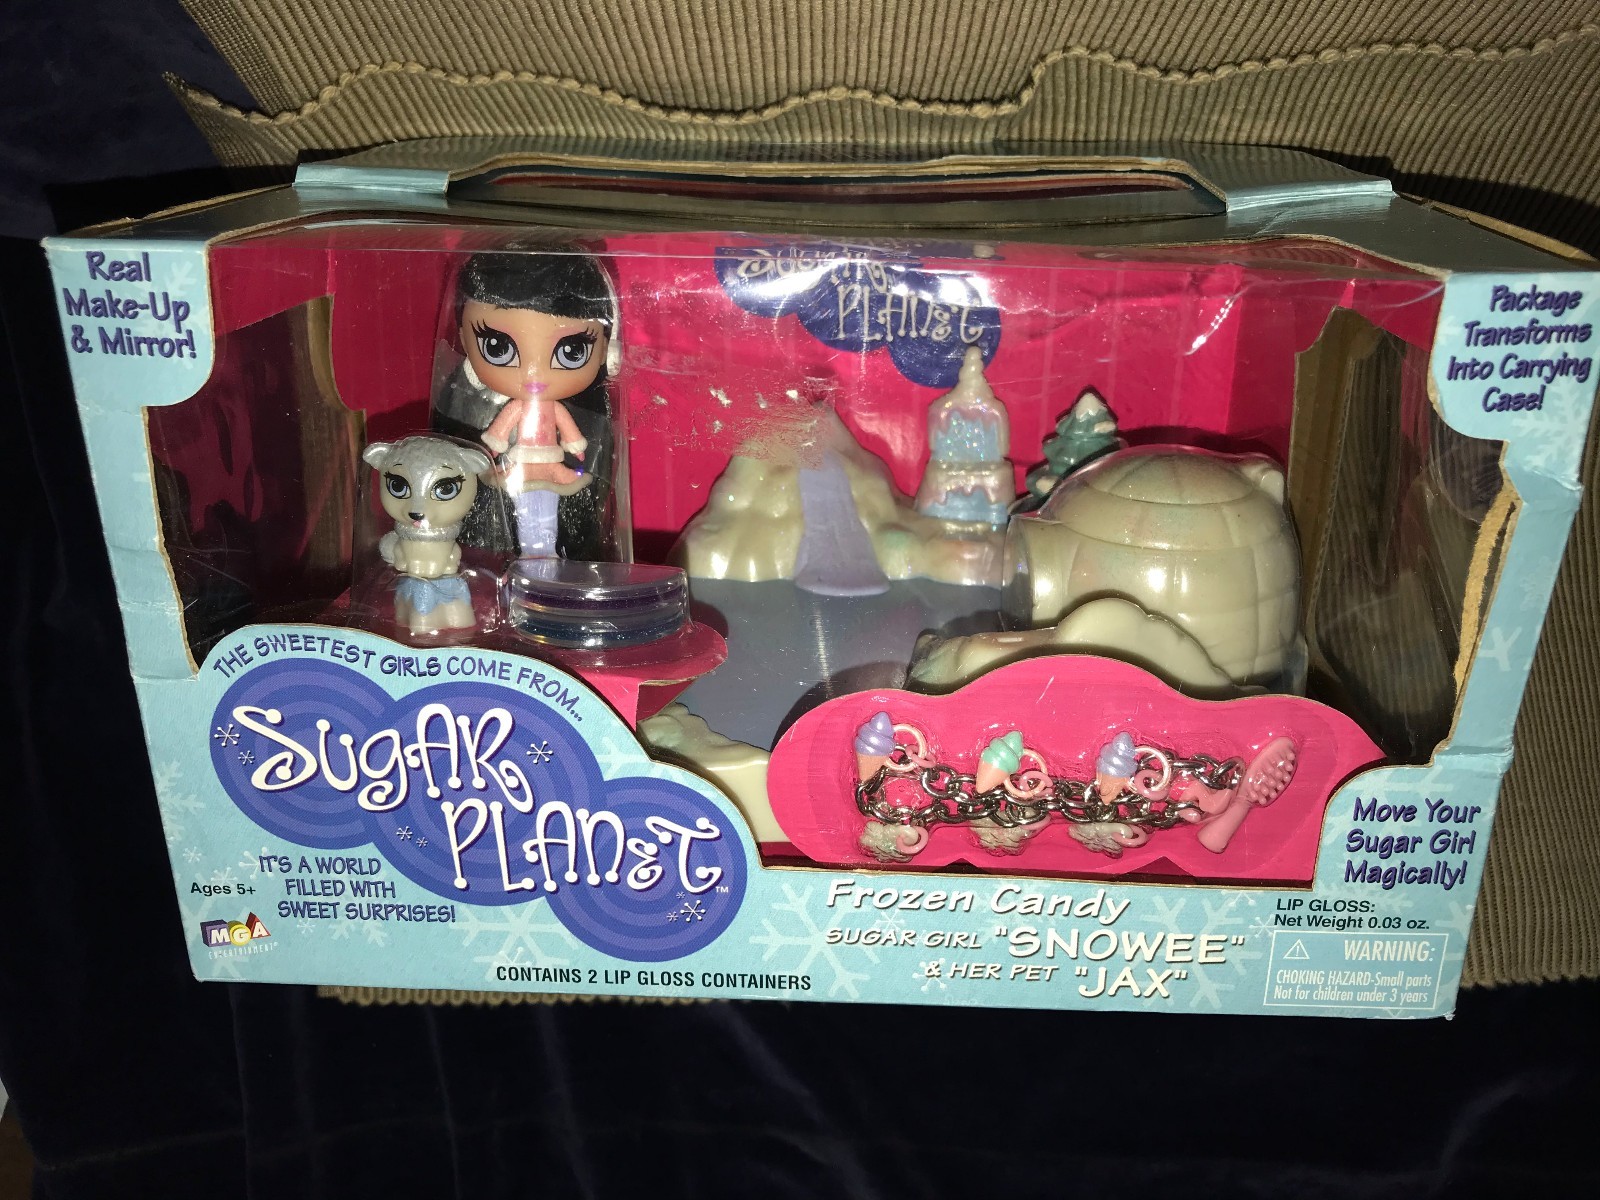 Real
Make-Up
& Mirror!
Sugar
PLANET
Package
Transforms
Into Carrying
Case!
THE SWEETEST GIRLS COME FROM...
Sugar
PLANET™
IT'S A WORLD
FILLED WITH
SWEET SURPRISES!
Ages 5+
MGA
ENTERTAINMENT
CONTAINS 2 LIP GLOSS CONTAINERS
Frozen Candy
SUGAR GIRL "SNOWEE"
& HER PET "JAX"
Move Your
Sugar Girl
Magically!
LIP GLOSS:
Net Weight 0.03 oz.
WARNING:
CHOKING HAZARD-Small parts
Not for children under 3 years